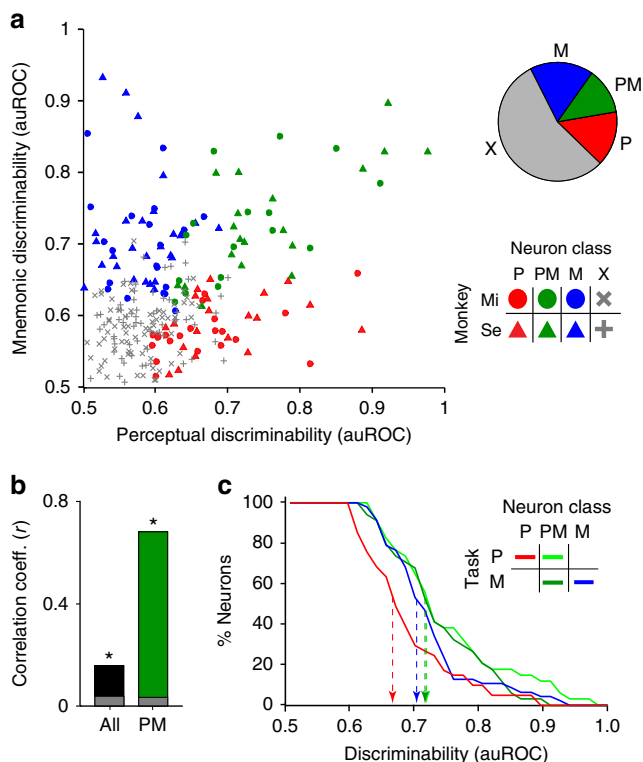 a
1
0.9
0.8
0.7
0.6
0.5
Mnemonic discriminability (auROC)
0.5 0.6 0.7 0.8 0.9 1
Perceptual discriminability (auROC)
M
PM
P
X
Neuron class
P PM M X
Monkey
Mi
Se
b
Correlation coeff. (r)
0.8
0.4
0
*
*
All PM
c
% Neurons
100
80
60
40
20
0
0.5 0.6 0.7 0.8 0.9 1.0
Discriminability (auROC)
Neuron class
P PM M
Task
P
M